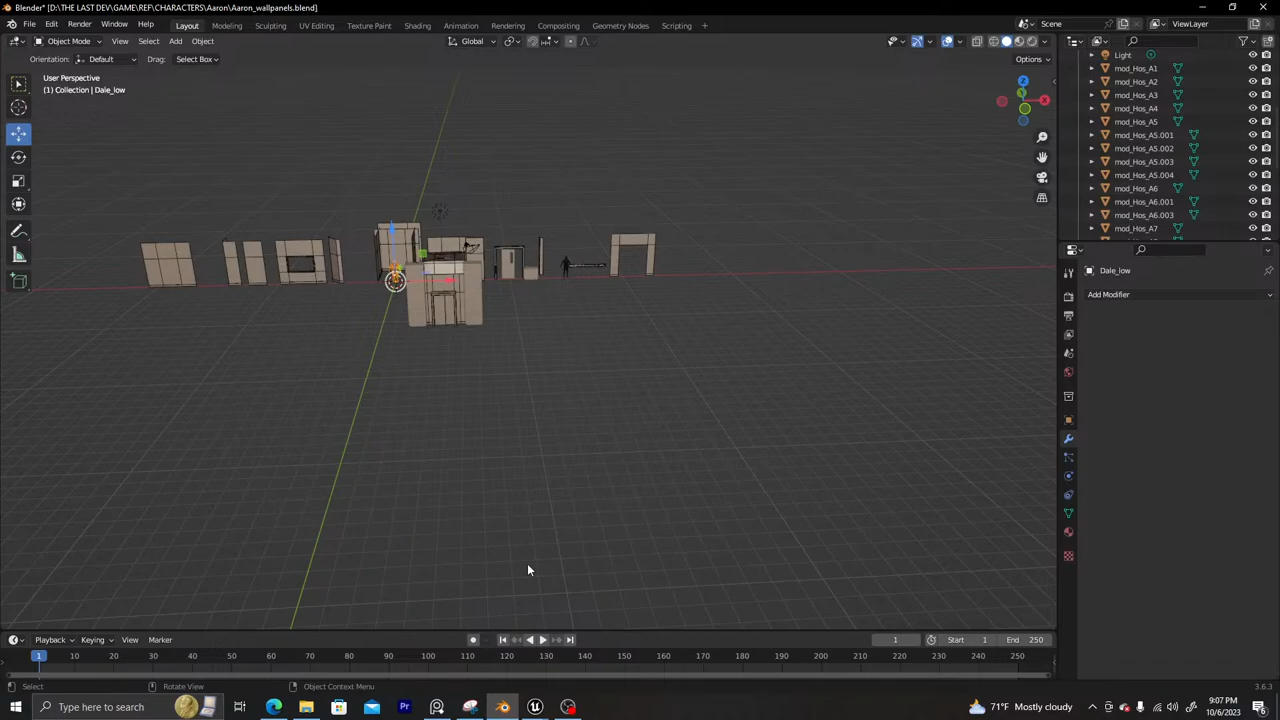 Blender* [D:\THE LAST DEV\GAME\REF\CHARACTERS\Aaron\Aaron_wallpanels.blend]
File Edit Render Window Help Layout Modeling Sculpting UV Editing Texture Paint Shading Animation Rendering Compositing Geometry Nodes Scripting + Scene ViewLayer
Object Mode View Select Add Object Global
Orientation: Default Drag: Select Box Options
User Perspective
(1) Collection | Dale_low
Z
X
Light
mod_Hos_A1
mod_Hos_A2
mod_Hos_A3
mod_Hos_A4
mod_Hos_A5
mod_Hos_A5.001
mod_Hos_A5.002
mod_Hos_A5.003
mod_Hos_A5.004
mod_Hos_A6
mod_Hos_A6.001
mod_Hos_A6.003
mod_Hos_A7
Dale_low
Add Modifier
Playback Keying View Marker 1 Start 1 End 250
1 10 20 30 40 50 60 70 80 90 100 110 120 130 140 150 160 170 180 190 200 210 220 230 240 250
Select Rotate View Object Context Menu 3.6.3
Type here to search Pr 71°F Mostly cloudy 9:07 PM
10/6/2023